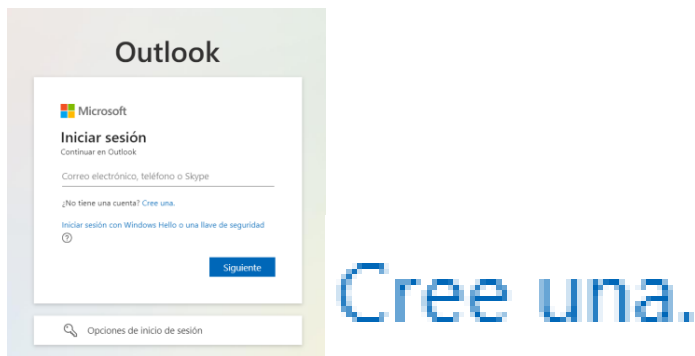 Outlook
Microsoft
Iniciar sesión
Continuar en Outlook
Correo electrónico, teléfono o Skype
¿No tiene una cuenta? Cree una.
Iniciar sesión con Windows Hello o una llave de seguridad
Siguiente
Opciones de inicio de sesión
Cree una.